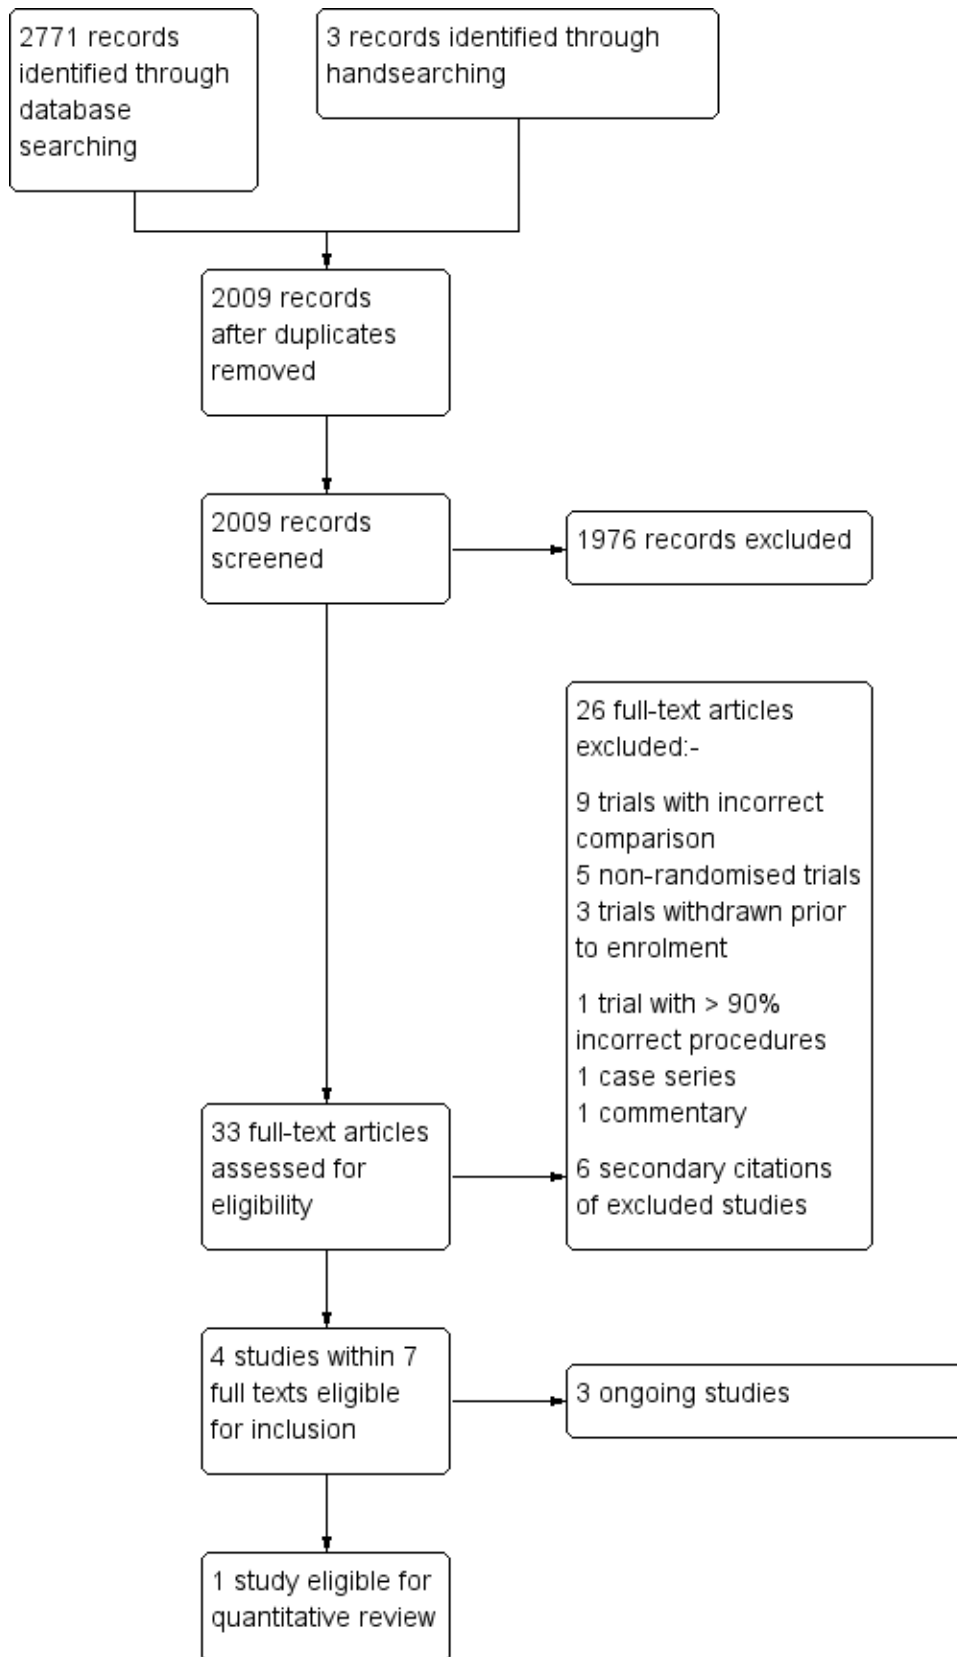 2771 records
identified through
database
searching
3 records identified through
handsearching
2009 records
after duplicates
removed
2009 records
screened
1976 records excluded
26 full-text articles
excluded:-
9 trials with incorrect
comparison
5 non-randomised trials
3 trials withdrawn prior
to enrolment
1 trial with > 90%
incorrect procedures
1 case series
1 commentary
6 secondary citations
of excluded studies
33 full-text articles
assessed for
eligibility
4 studies within 7
full texts eligible
for inclusion
3 ongoing studies
1 study eligible for
quantitative review